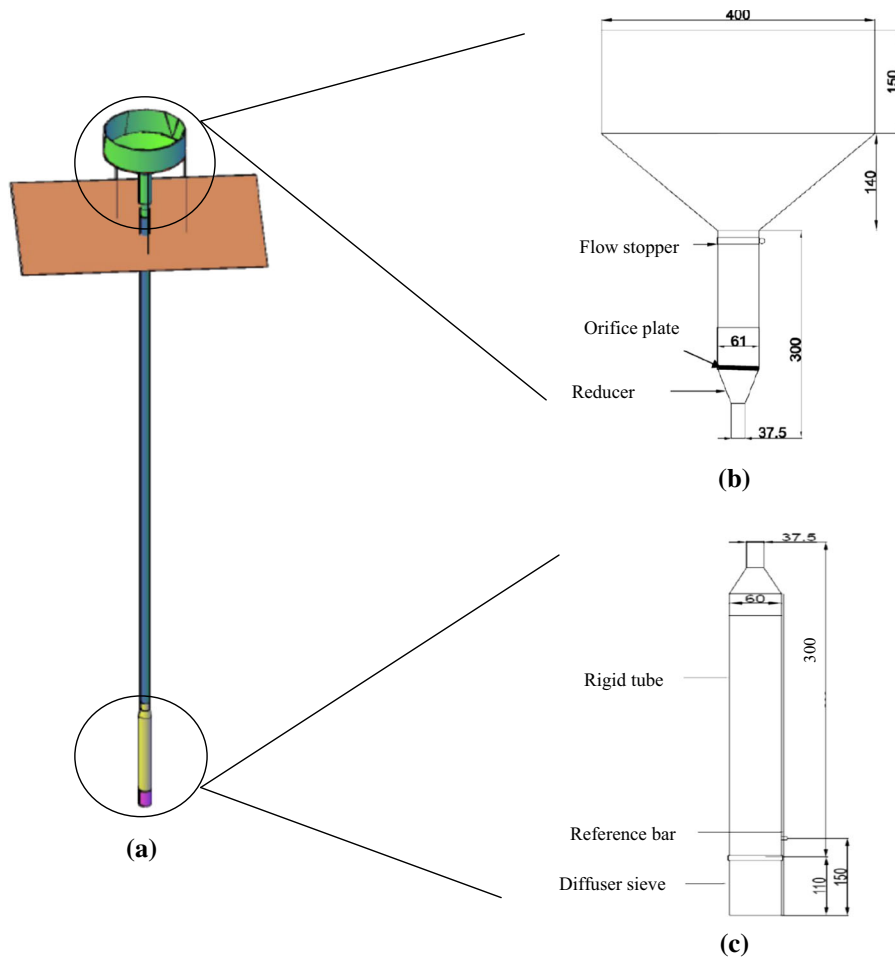 400
150
140
Flow stopper
Orifice plate
61
300
Reducer
37.5
(b)
37.5
60
300
Rigid tube
Reference bar
110
150
Diffuser sieve
(a)
(c)